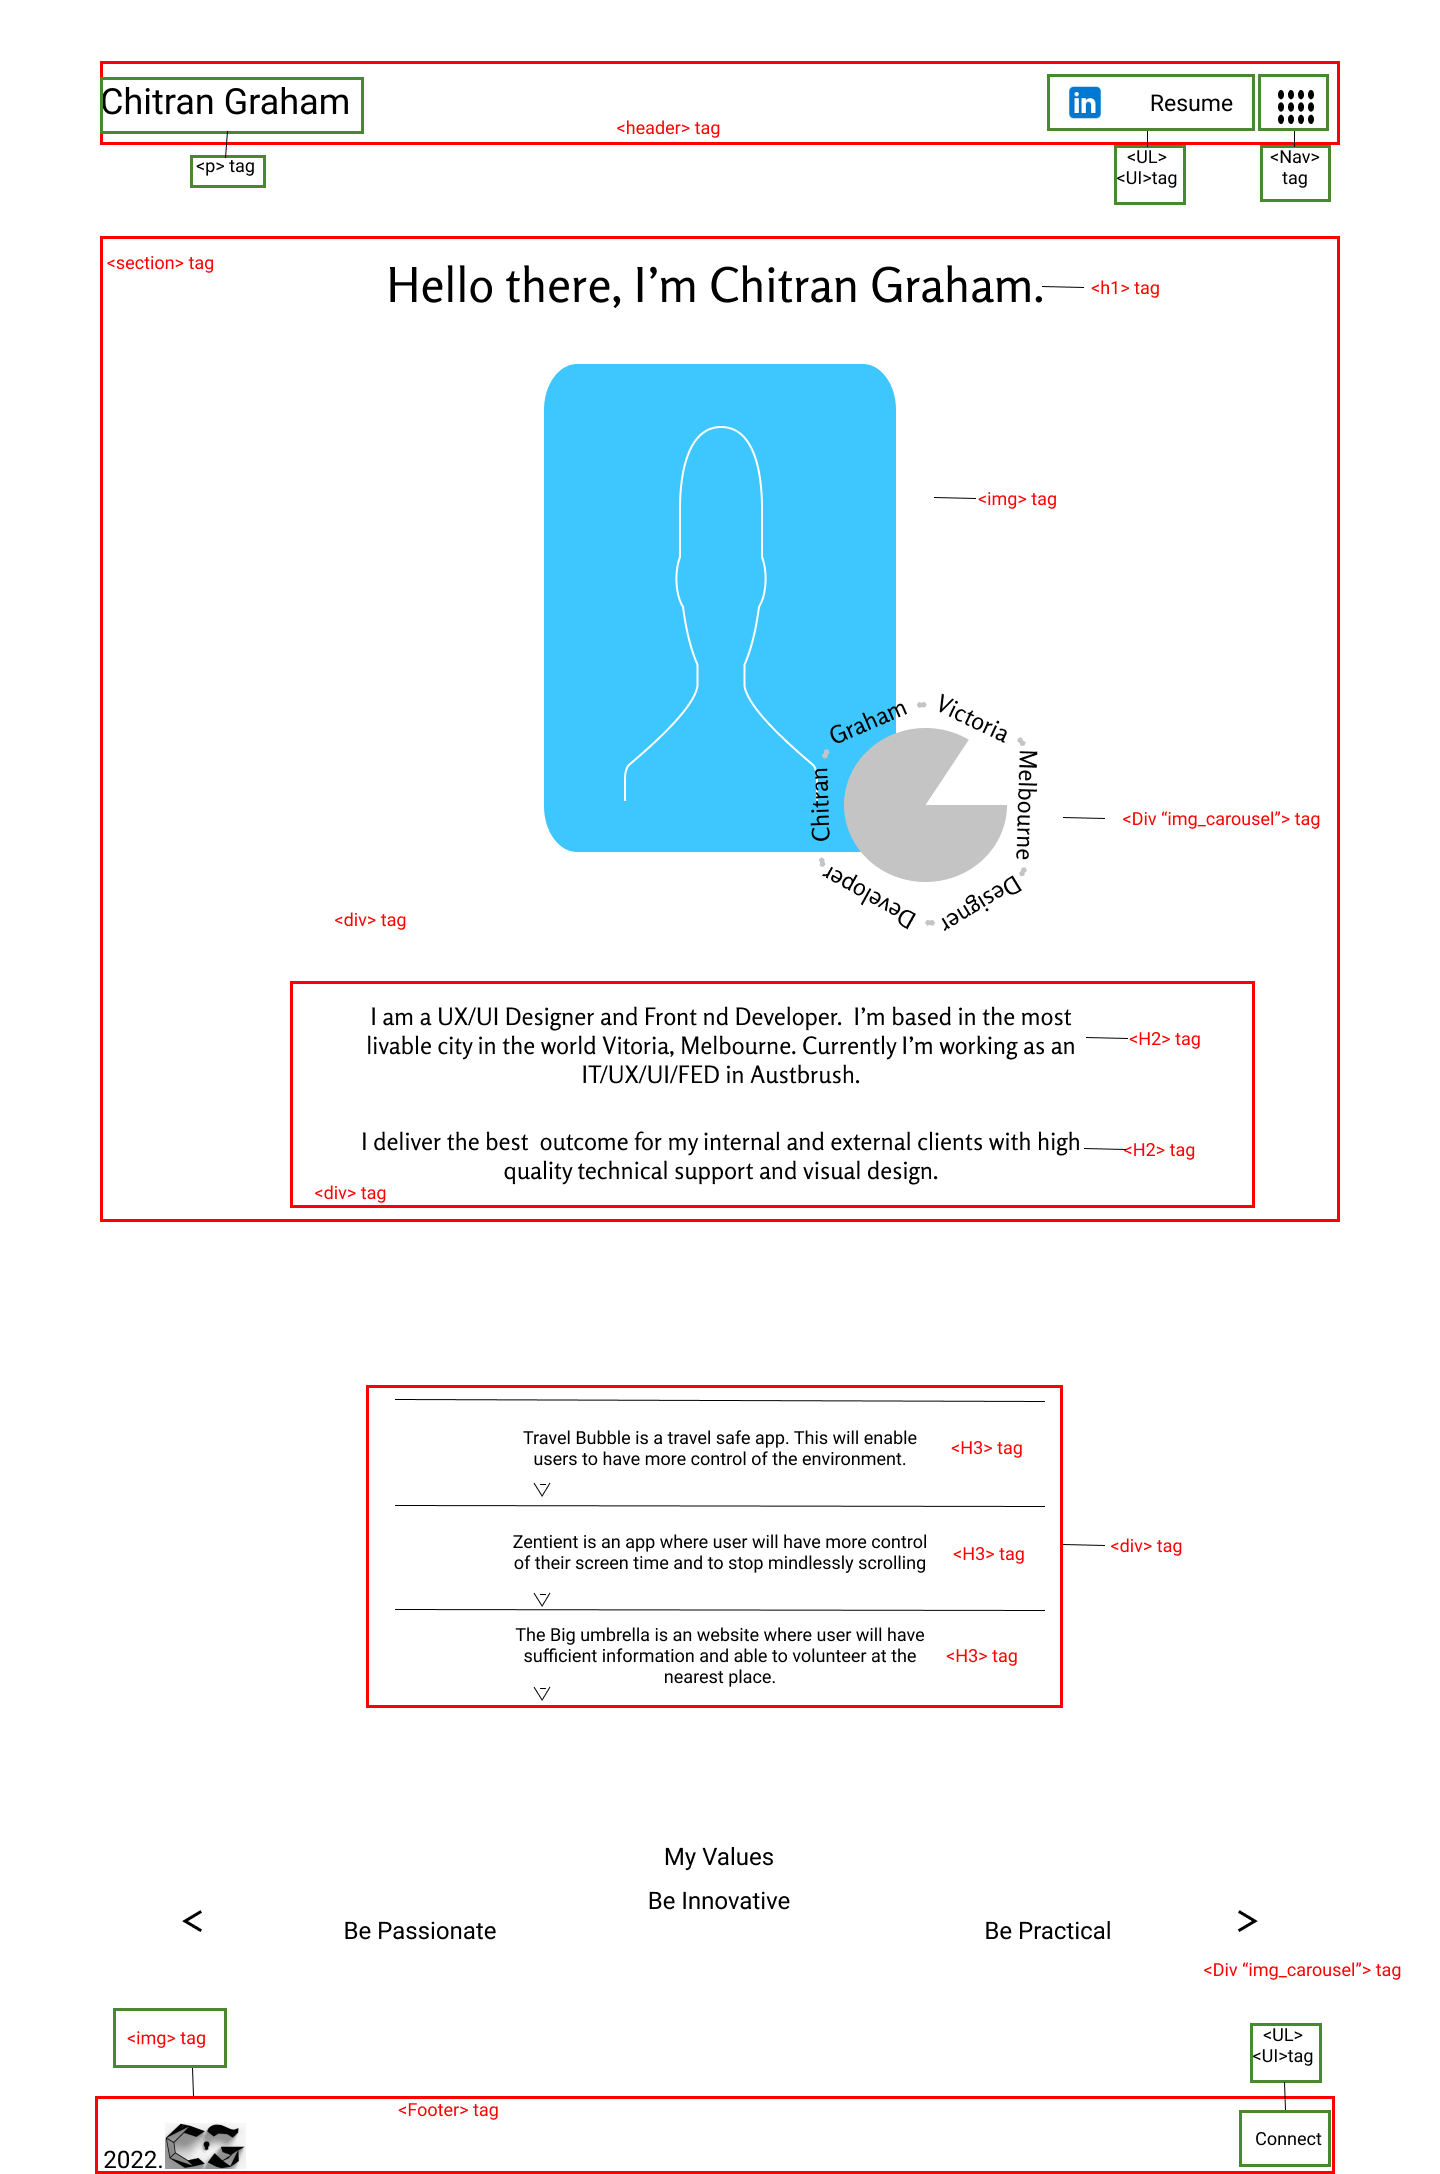 Chitran Graham
in
Resume
<header> tag
<p> tag
<UL>
<UI>tag
<Nav>
tag
<section> tag
Hello there, I’m Chitran Graham.
<h1> tag
<img> tag
Graham
Victoria
Melbourne
Chitran
Developer
Designer
<Div “img_carousel”> tag
<div> tag
I am a UX/UI Designer and Front nd Developer.  I’m based in the most
livable city in the world Vitoria, Melbourne. Currently I’m working as an
IT/UX/UI/FED in Austbrush.
<H2> tag
I deliver the best  outcome for my internal and external clients with high
quality technical support and visual design.
<H2> tag
<div> tag
Travel Bubble is a travel safe app. This will enable
users to have more control of the environment.
<H3> tag
Zentient is an app where user will have more control
of their screen time and to stop mindlessly scrolling
<H3> tag
<div> tag
The Big umbrella is an website where user will have
sufficient information and able to volunteer at the
nearest place.
<H3> tag
My Values
Be Innovative
<
Be Passionate
Be Practical
>
<Div “img_carousel”> tag
<img> tag
<UL>
<UI>tag
<Footer> tag
2022.
CG
Connect